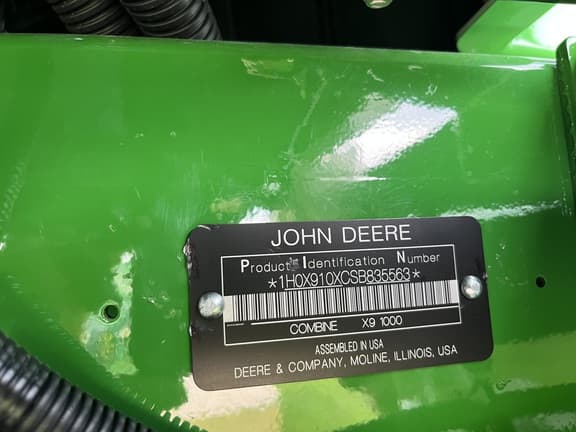 JOHN DEERE
Product Identification Number
*1H0X910XCSB835563*
COMBINE X9 1000
ASSEMBLED IN USA
DEERE & COMPANY, MOLINE, ILLINOIS, USA